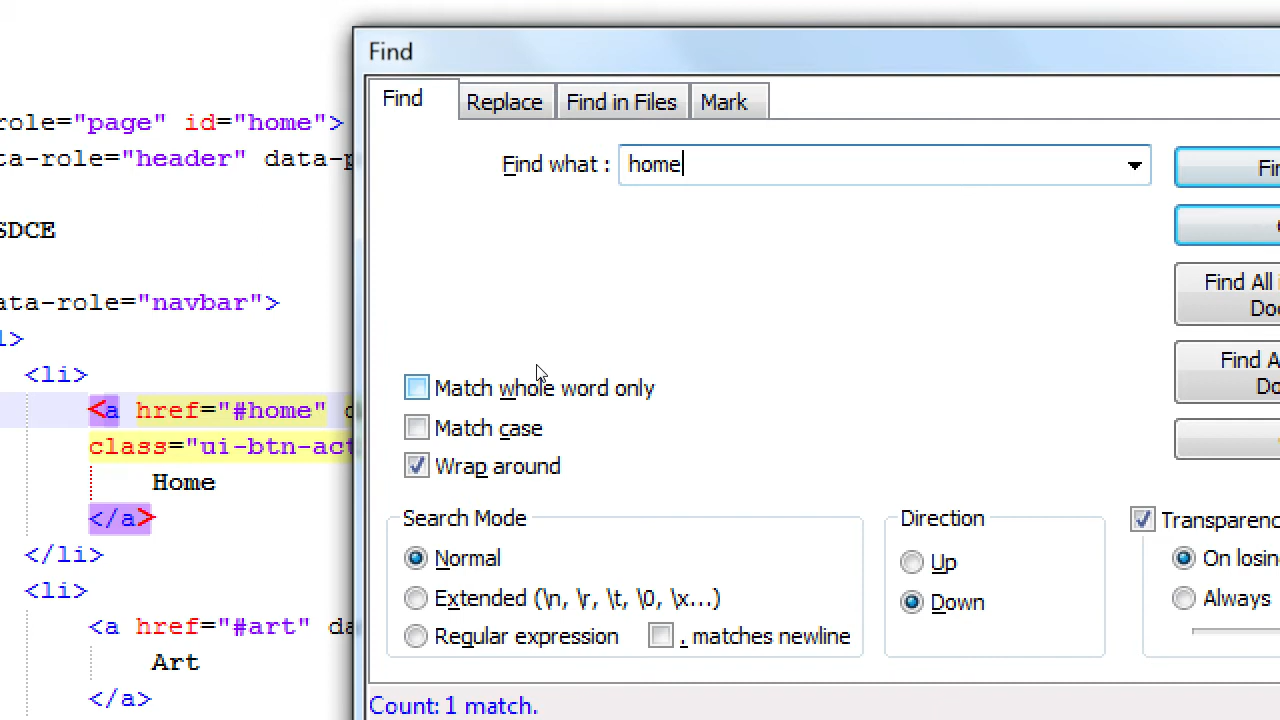 Find
Find Replace Find in Files Mark
role="page" id="home">
ta-role="header" data-p
Find what : home
SDCE
ata-role="navbar">
l>
<li>
<a href="#home"
class="ui-btn-act
Home
</a>
</li>
<li>
<a href="#art" da
Art
</a>
Fin
Find All
Doc
Find A
Do
Match whole word only
Match case
Wrap around
Search Mode
Normal
Extended (\n, \r, \t, \0, \x...)
Regular expression . matches newline
Direction
Up
Down
Transparenc
On losin
Always
Count: 1 match.